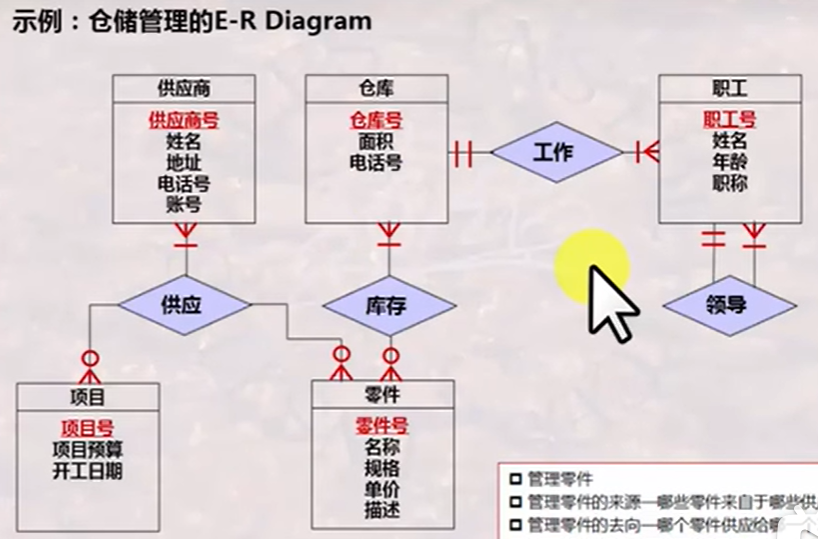 示例：仓储管理的E-R Diagram
供应商
供应商号
姓名
地址
电话号
账号
仓库
仓库号
面积
电话号
工作
职工
职工号
姓名
年龄
职称
供应
库存
领导
项目
项目号
项目预算
开工日期
零件
零件号
名称
规格
单价
描述
管理零件
管理零件的来源—哪些零件来自于哪些供
管理零件的去向—哪个零件供应给